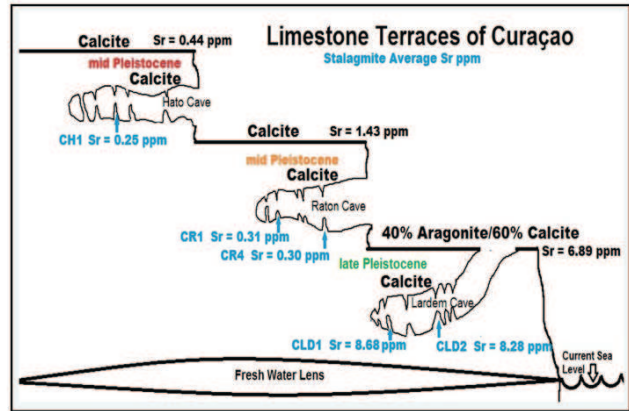 Limestone Terraces of Curaçao
Stalagmite Average Sr ppm
Calcite Sr = 0.44 ppm
mid Pleistocene
Calcite
Hato Cave
CH1 Sr = 0.25 ppm
Calcite Sr = 1.43 ppm
mid Pleistocene
Calcite
Raton Cave
CR1 Sr = 0.31 ppm
CR4 Sr = 0.30 ppm
40% Aragonite/60% Calcite
Sr = 6.89 ppm
late Pleistocene
Calcite
Lardem Cave
CLD1 Sr = 8.68 ppm
CLD2 Sr = 8.28 ppm
Current Sea
Level
Fresh Water Lens